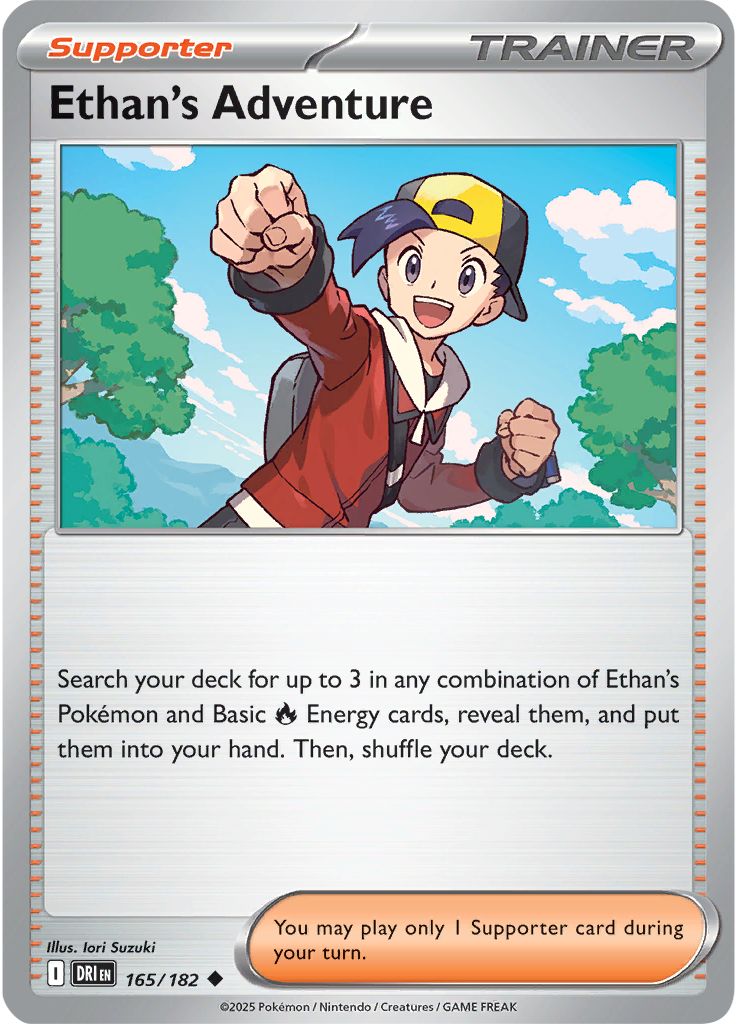 Supporter
TRAINER
Ethan's Adventure
Search your deck for up to 3 in any combination of Ethan's
Pokémon and Basic Energy cards, reveal them, and put
them into your hand. Then, shuffle your deck.
You may play only 1 Supporter card during
your turn.
Illus. Iori Suzuki
I DRI EN 165/182
©2025 Pokémon / Nintendo / Creatures / GAME FREAK